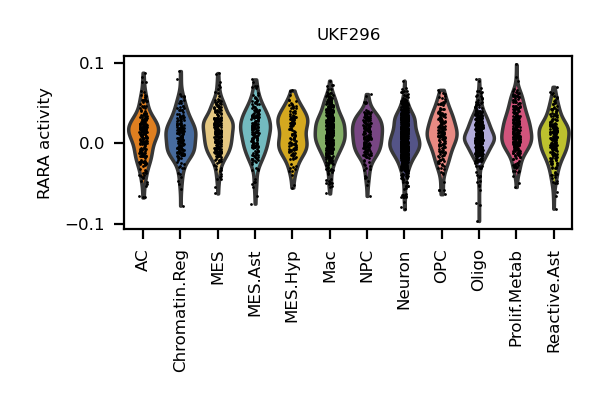 UKF296
RARA activity
0.1
0.0
−0.1
AC
Chromatin.Reg
MES
MES.Ast
MES.Hyp
Mac
NPC
Neuron
OPC
Oligo
Prolif.Metab
Reactive.Ast